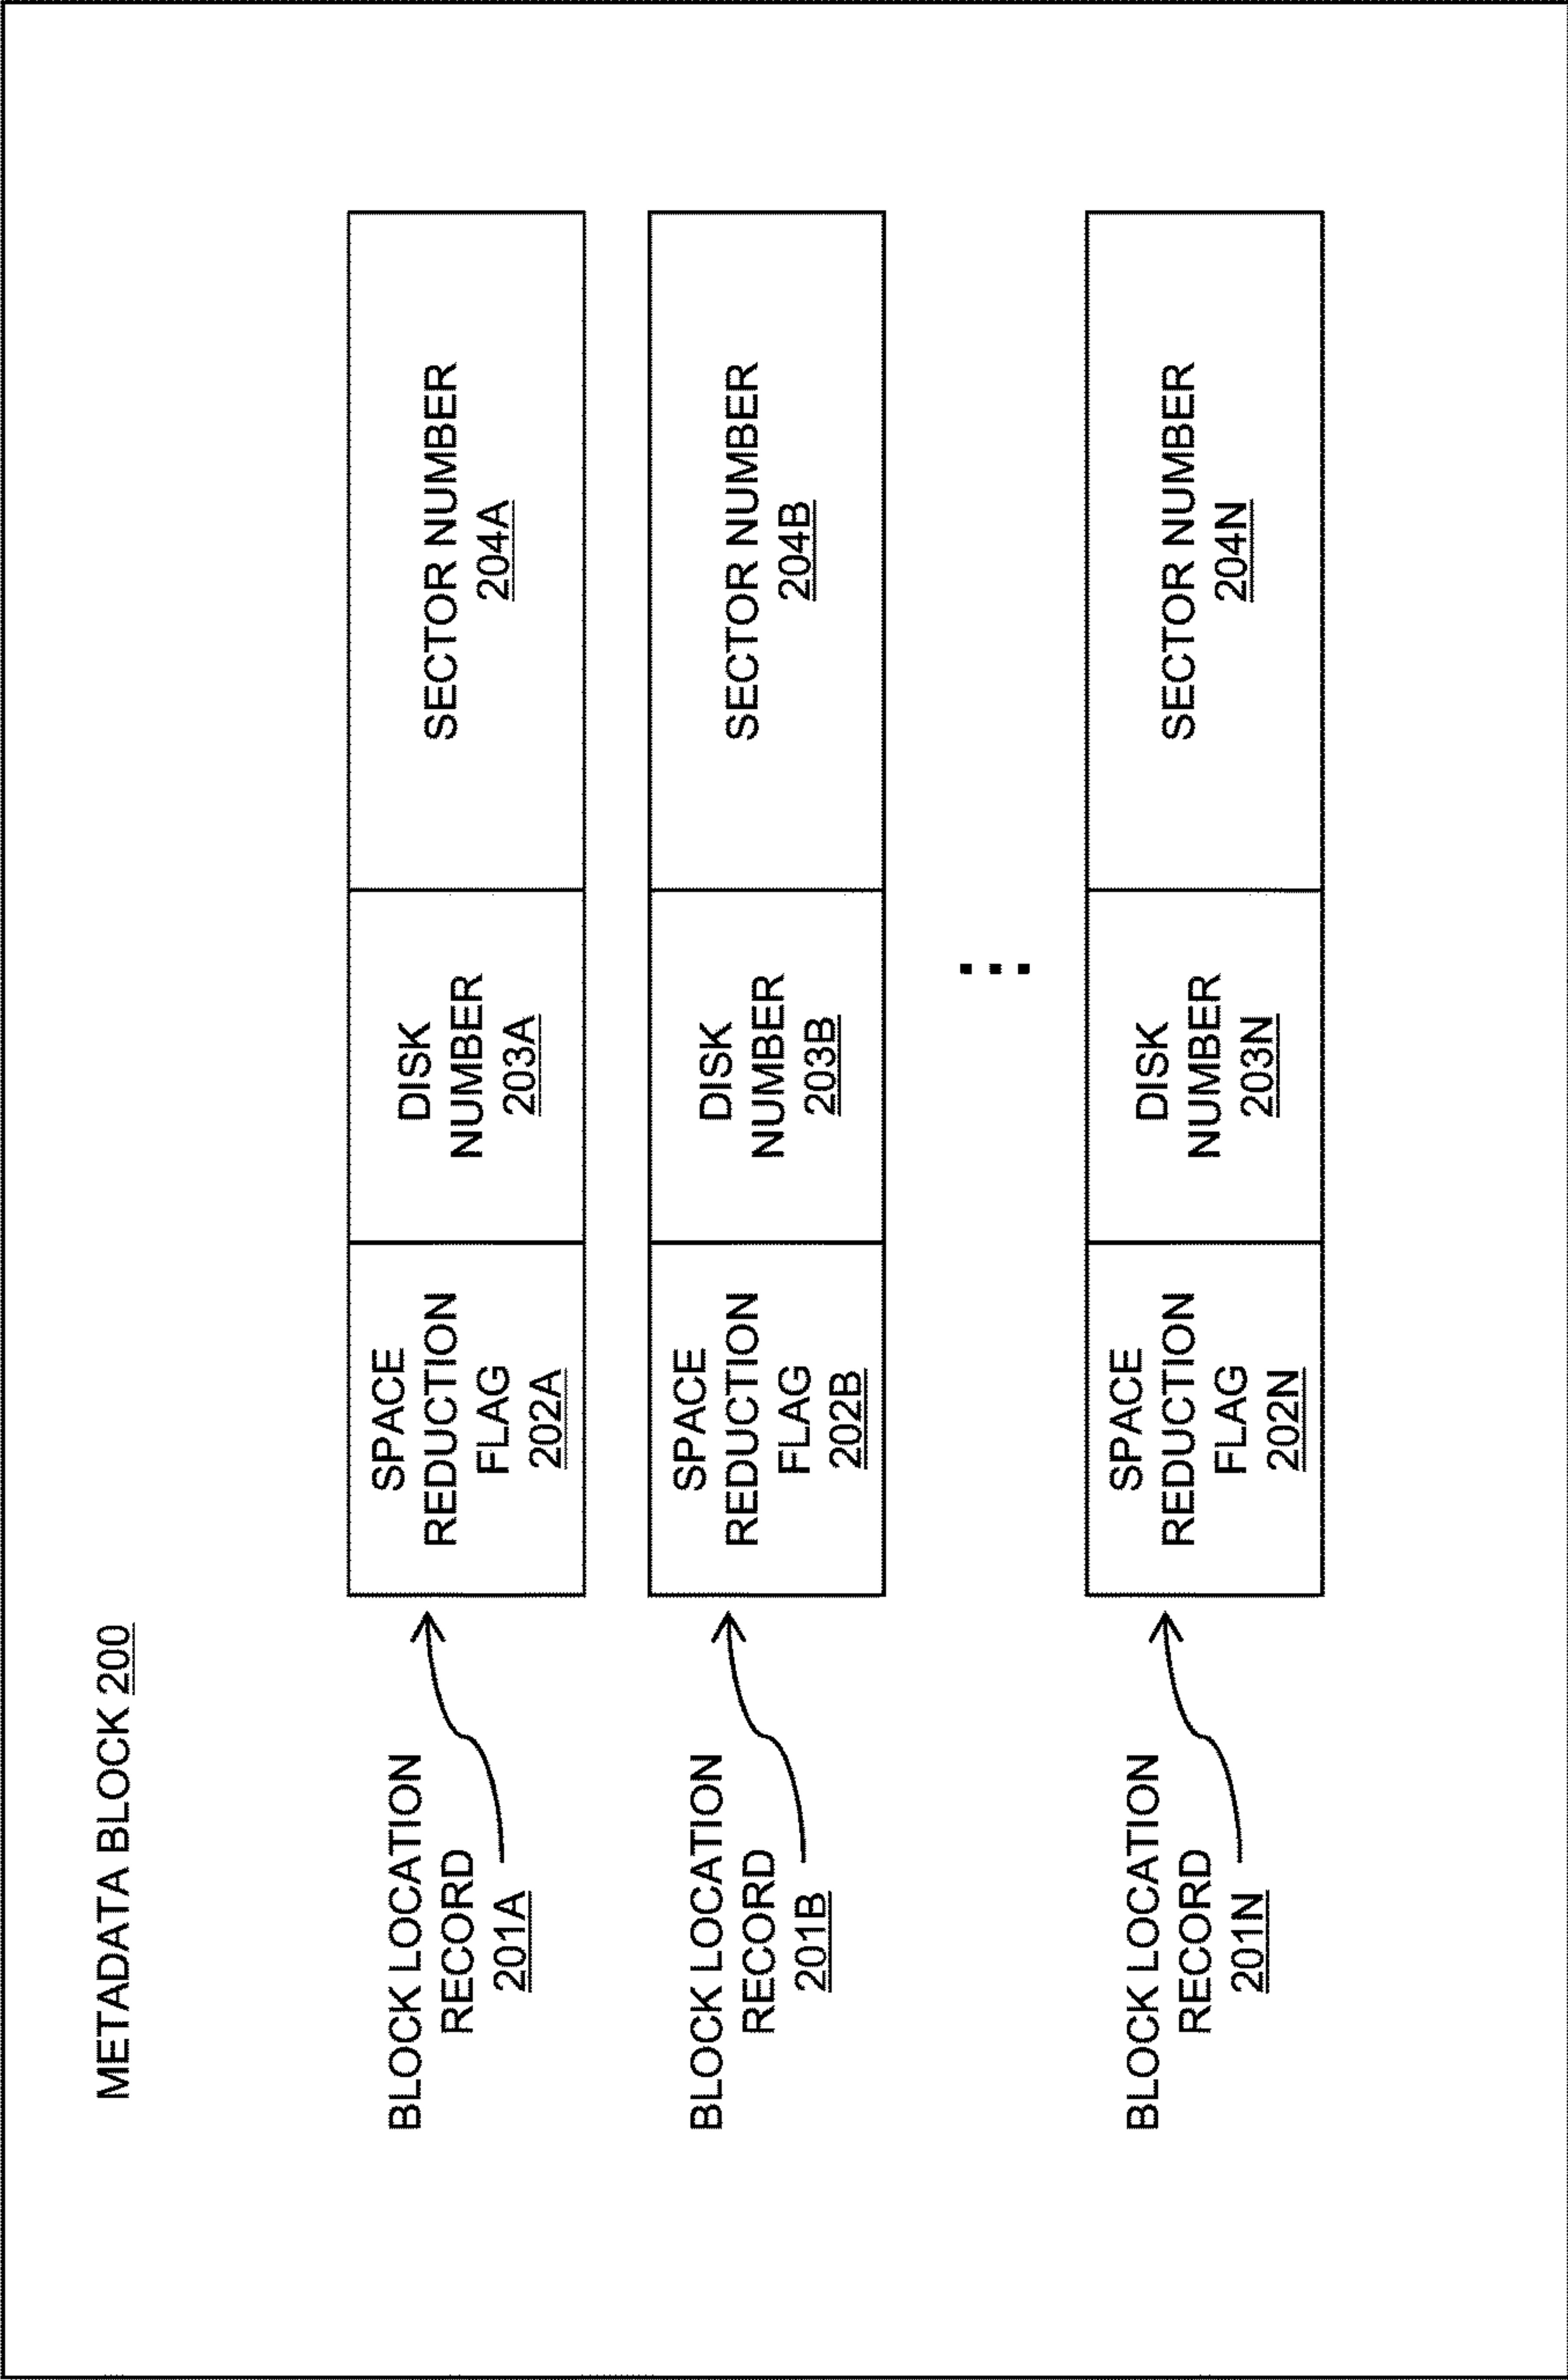 METADATA BLOCK 200
BLOCK LOCATION
RECORD
201A
SPACE
REDUCTION
FLAG
202A
DISK
NUMBER
203A
SECTOR NUMBER
204A
BLOCK LOCATION
RECORD
201B
SPACE
REDUCTION
FLAG
202B
DISK
NUMBER
203B
SECTOR NUMBER
204B
BLOCK LOCATION
RECORD
201N
SPACE
REDUCTION
FLAG
202N
DISK
NUMBER
203N
SECTOR NUMBER
204N